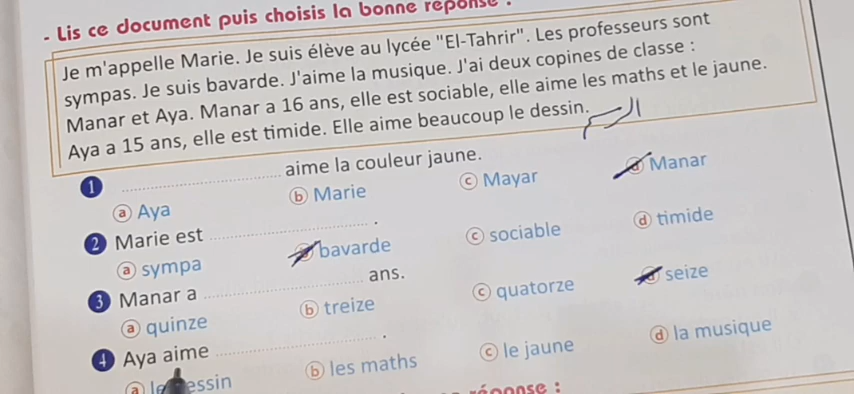 - Lis ce document puis choisis la bonne réponse :
Je m'appelle Marie. Je suis élève au lycée "El-Tahrir". Les professeurs sont
sympas. Je suis bavarde. J'aime la musique. J'ai deux copines de classe :
Manar et Aya. Manar a 16 ans, elle est sociable, elle aime les maths et le jaune.
Aya a 15 ans, elle est timide. Elle aime beaucoup le dessin.
1 .................... aime la couleur jaune.
a Aya b Marie c Mayar d Manar
2 Marie est .................... .
a sympa b bavarde c sociable d timide
3 Manar a .................... ans.
a quinze b treize c quatorze d seize
4 Aya aime .................... .
a le dessin b les maths c le jaune d la musique
réponse :